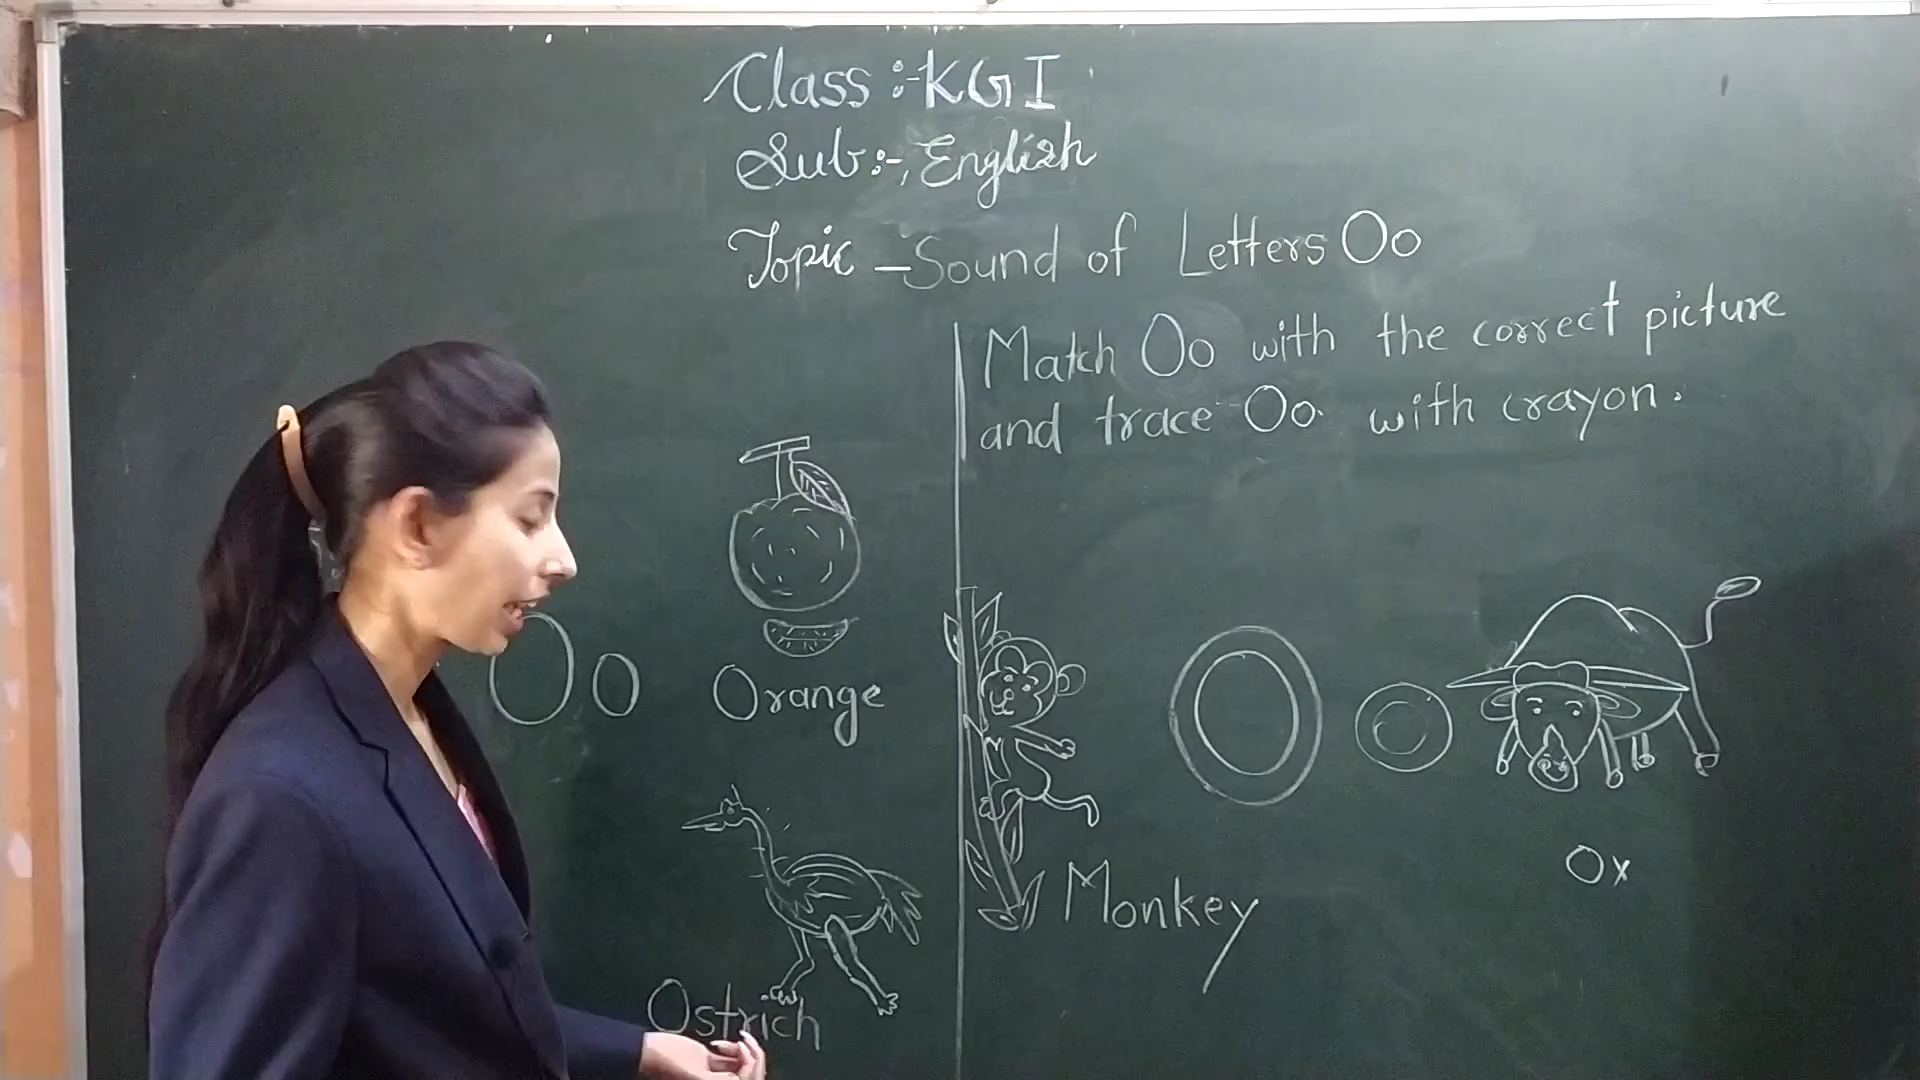 Class :- KG I
Sub :- English
Topic - Sound of Letters Oo
Oo
Orange
Ostrich
Match Oo with the correct picture
and trace Oo with crayon.
Oo
Monkey
Ox